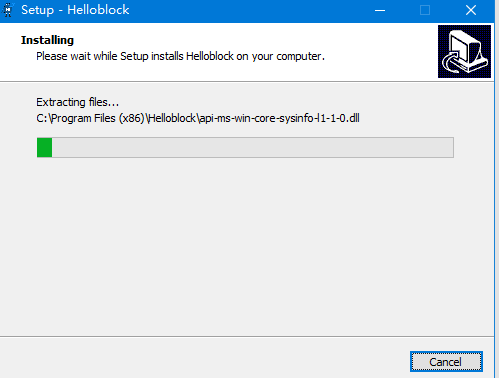 Setup - Helloblock
Installing
Please wait while Setup installs Helloblock on your computer.
Extracting files...
C:\Program Files (x86)\Helloblock\api-ms-win-core-sysinfo-l1-1-0.dll
Cancel